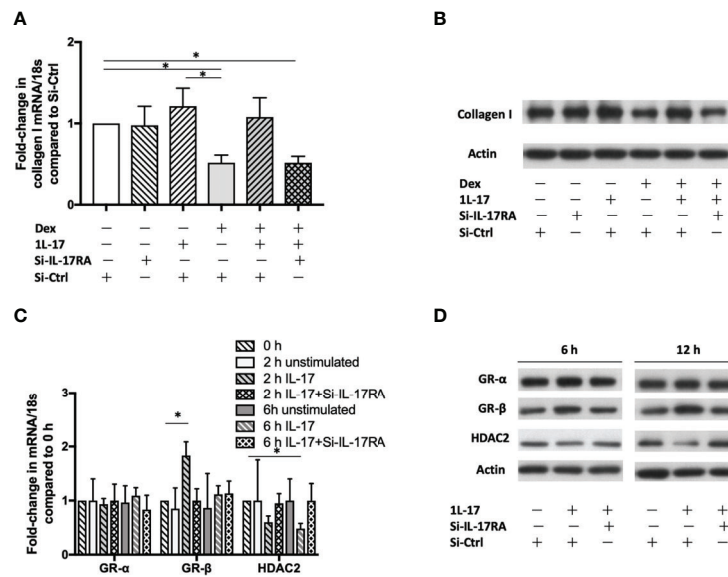 A
Fold-change in
collagen I mRNA/18s
compared to Si-Ctrl
2
1
0
*
*
*
Dex − − − + + +
1L-17 − − + − + +
Si-IL-17RA − + − − − +
Si-Ctrl + − + + + −
B
Collagen I
Actin
Dex − − − + + +
1L-17 − − + − + +
Si-IL-17RA − + − − − +
Si-Ctrl + − + + + −
C
0 h
2 h unstimulated
2 h IL-17
2 h IL-17+Si-IL-17RA
6h unstimulated
6 h IL-17
6 h IL-17+Si-IL-17RA
Fold-change in mRNA/18s
compared to 0 h
3
2
1
0
*
*
GR-α GR-β HDAC2
D
6 h 12 h
GR-α
GR-β
HDAC2
Actin
1L-17 − + + − + +
Si-IL-17RA − − + − − +
Si-Ctrl + + − + + −